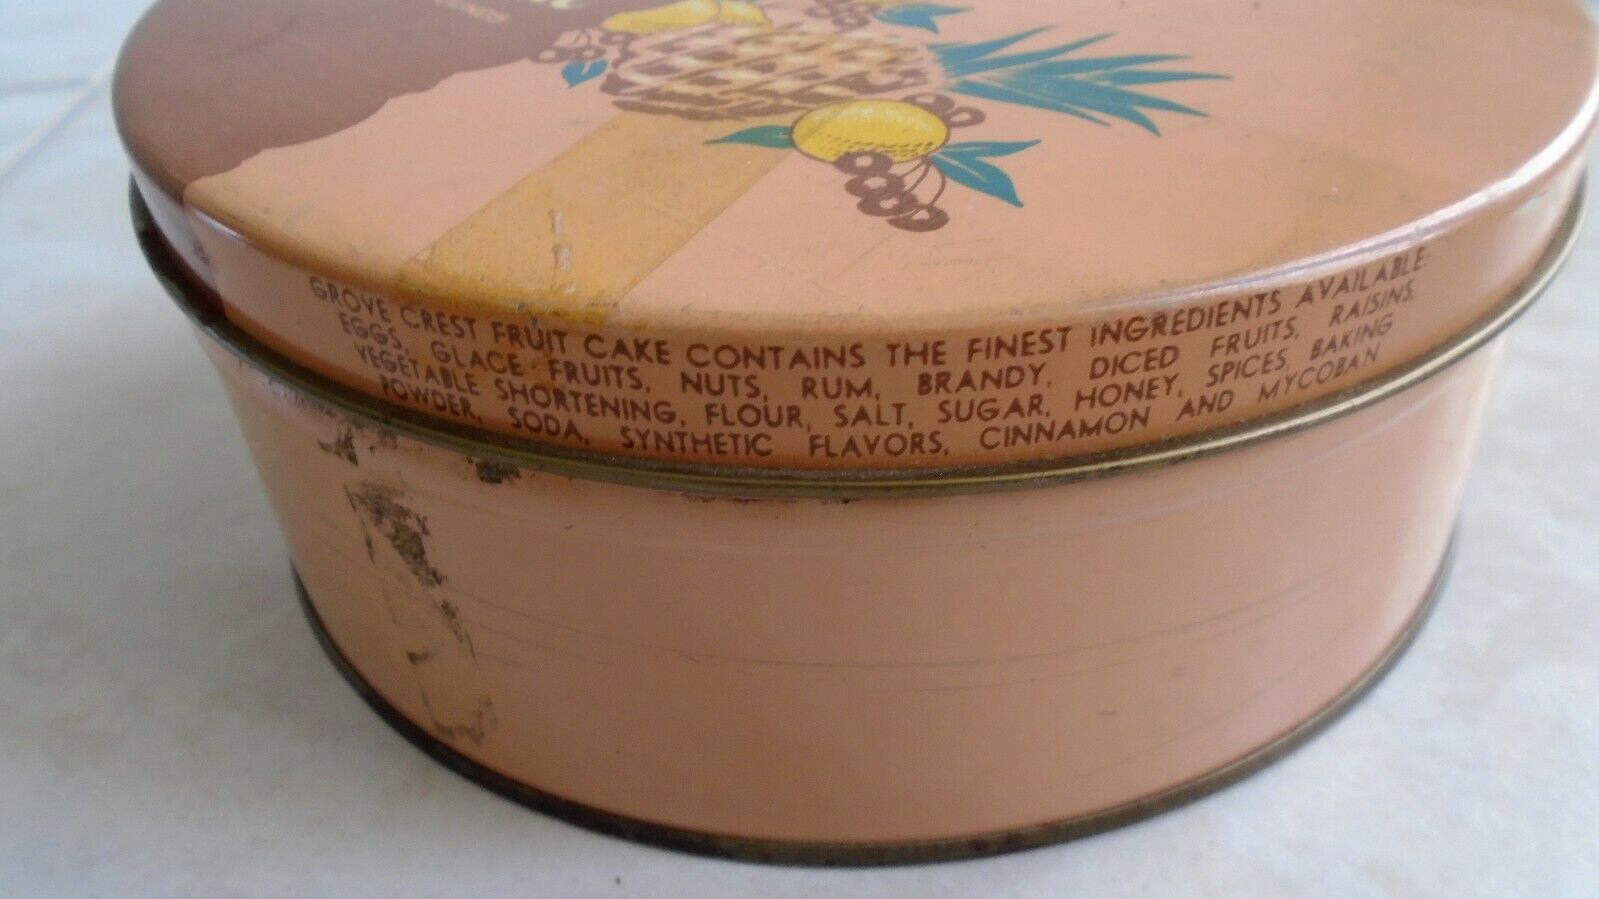 GROVE CREST FRUIT CAKE CONTAINS THE FINEST INGREDIENTS AVAILABLE:
EGGS, GLACE FRUITS, NUTS, RUM, BRANDY, DICED FRUITS, RAISINS,
VEGETABLE SHORTENING, FLOUR, SALT, SUGAR, HONEY, SPICES, BAKING
POWDER, SODA, SYNTHETIC FLAVORS, CINNAMON AND MYCOBAN